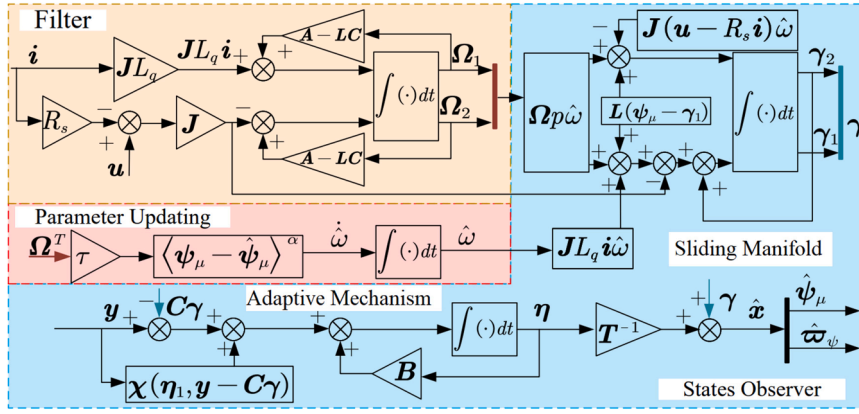 Filter
i
JL_q
JL_q i
+
+
A − LC
∫(·)dt
Ω_1
Ω_2
R_s
−
+
u
J
−
+
A − LC
Ωpω̂
J(u − R_s i)ω̂
−
+
+
L(ψ_μ − γ_1)
+
+
+
+
−
+
+
+
∫(·)dt
γ_2
γ_1
γ
Parameter Updating
Ω^T
τ
⟨ψ_μ − ψ̂_μ⟩^α
ω̂̇
∫(·)dt
ω̂
JL_q iω̂
Sliding Manifold
Adaptive Mechanism
y
+
−
Cγ
+
+
χ(η_1, y − Cγ)
+
+
B
∫(·)dt
η
T^{−1}
+
+
γ
x̂
ψ̂_μ
ϖ̂_ψ
States Observer